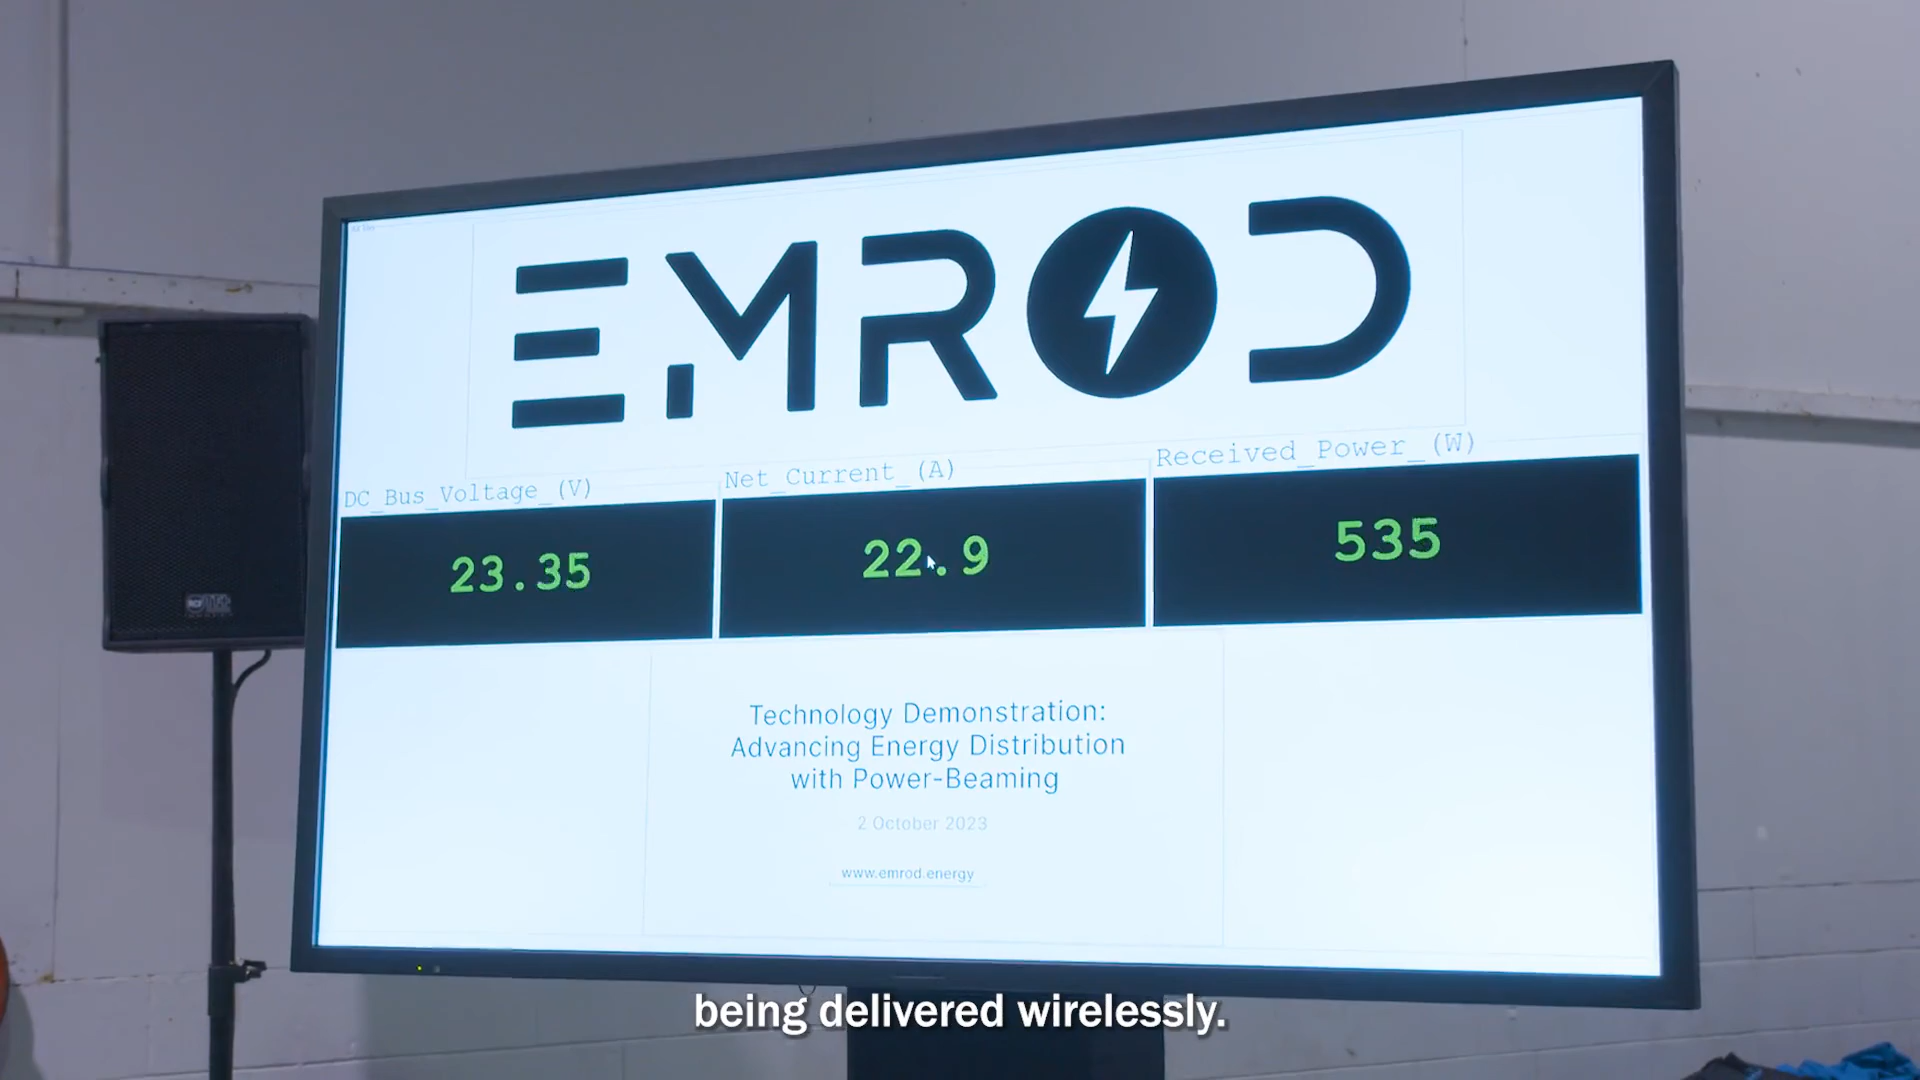 EMROD
DC_Bus_Voltage_(V)
Net_Current_(A)
Received_Power_(W)
23.35
22.9
535
Technology Demonstration:
Advancing Energy Distribution
with Power-Beaming
2 October 2023
www.emrod.energy
being delivered wirelessly.